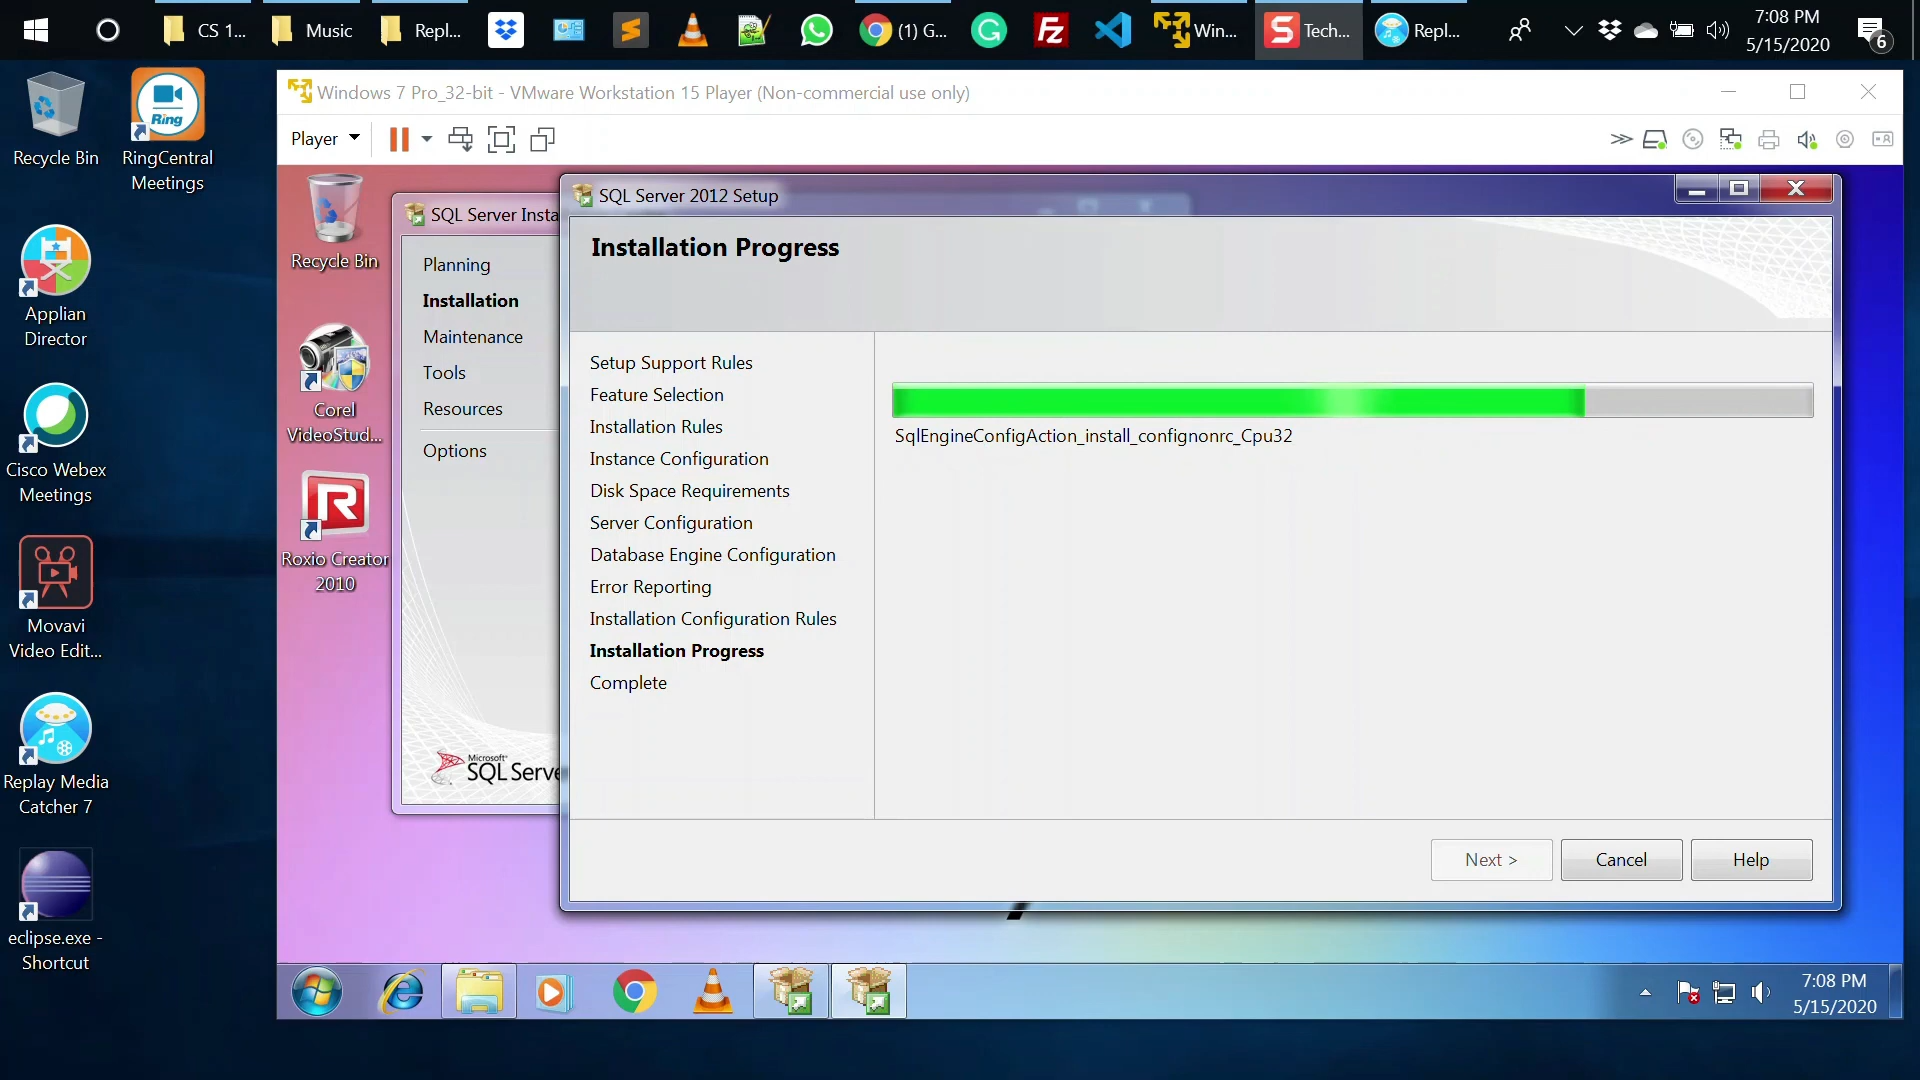 CS 1...
Music
Repl...
(1) G...
Win...
Tech...
Repl...
7:08 PM
5/15/2020
6
Recycle Bin
RingCentral
Meetings
Ring
Applian
Director
Cisco Webex
Meetings
Movavi
Video Edit...
Replay Media
Catcher 7
eclipse.exe -
Shortcut
Windows 7 Pro_32-bit - VMware Workstation 15 Player (Non-commercial use only)
Player
Recycle Bin
Corel
VideoStud...
Roxio Creator
2010
SQL Server Insta
Planning
Installation
Maintenance
Tools
Resources
Options
Microsoft
SQL Serve
SQL Server 2012 Setup
Installation Progress
Setup Support Rules
Feature Selection
Installation Rules
Instance Configuration
Disk Space Requirements
Server Configuration
Database Engine Configuration
Error Reporting
Installation Configuration Rules
Installation Progress
Complete
SqlEngineConfigAction_install_confignonrc_Cpu32
Next >
Cancel
Help
7:08 PM
5/15/2020